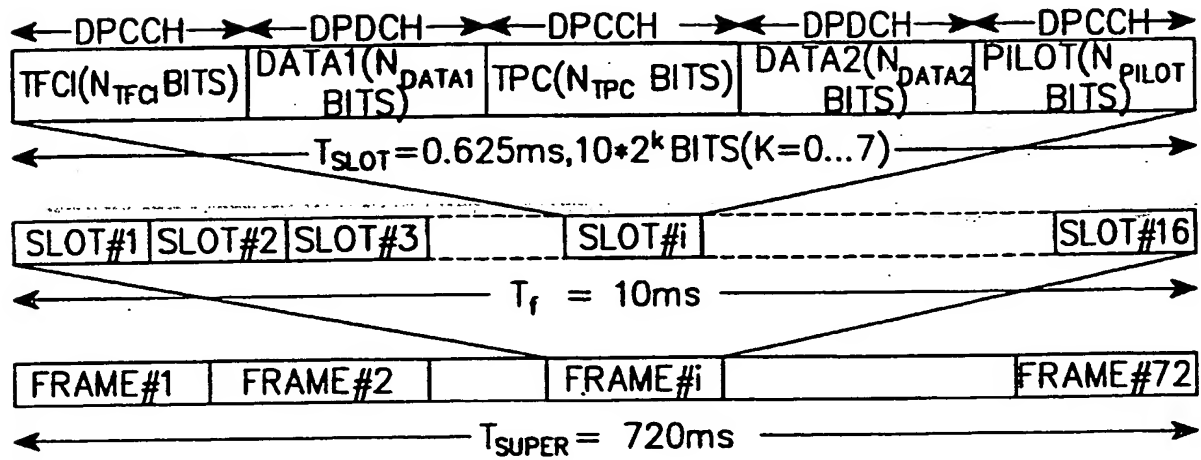 DPCCH DPDCH DPCCH DPDCH DPCCH
TFCI(N_TFCI BITS) DATA1(N_DATA1 BITS) TPC(N_TPC BITS) DATA2(N_DATA2 BITS) PILOT(N_PILOT BITS)
T_SLOT=0.625ms,10*2^k BITS(K=0...7)
SLOT#1 SLOT#2 SLOT#3 SLOT#i SLOT#16
T_f = 10ms
FRAME#1 FRAME#2 FRAME#i FRAME#72
T_SUPER= 720ms